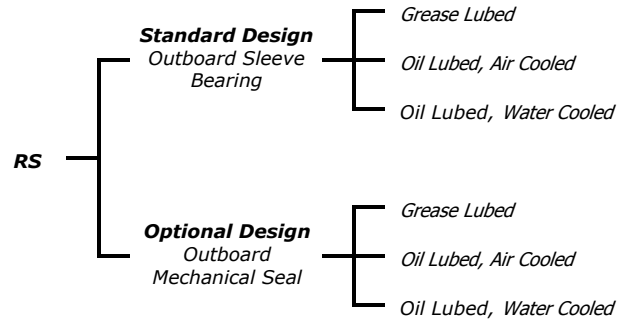 RS
Standard Design
Outboard Sleeve
Bearing
Grease Lubed
Oil Lubed, Air Cooled
Oil Lubed, Water Cooled
Optional Design
Outboard
Mechanical Seal
Grease Lubed
Oil Lubed, Air Cooled
Oil Lubed, Water Cooled